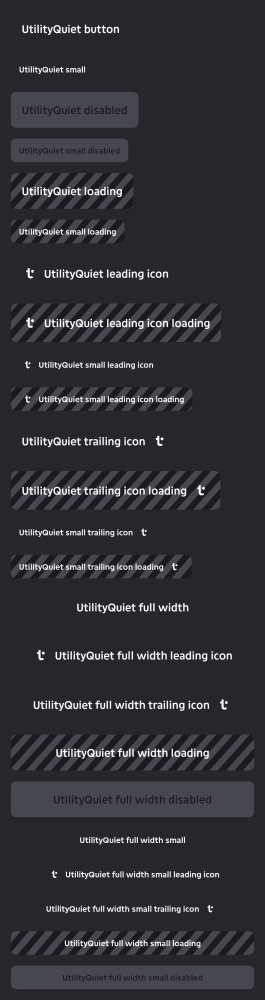 UtilityQuiet button
UtilityQuiet small
UtilityQuiet disabled
UtilityQuiet small disabled
UtilityQuiet loading
UtilityQuiet small loading
UtilityQuiet leading icon
UtilityQuiet leading icon loading
UtilityQuiet small leading icon
UtilityQuiet small leading icon loading
UtilityQuiet trailing icon
UtilityQuiet trailing icon loading
UtilityQuiet small trailing icon
UtilityQuiet small trailing icon loading
UtilityQuiet full width
UtilityQuiet full width leading icon
UtilityQuiet full width trailing icon
UtilityQuiet full width loading
UtilityQuiet full width disabled
UtilityQuiet full width small
UtilityQuiet full width small leading icon
UtilityQuiet full width small trailing icon
UtilityQuiet full width small loading
UtilityQuiet full width small disabled